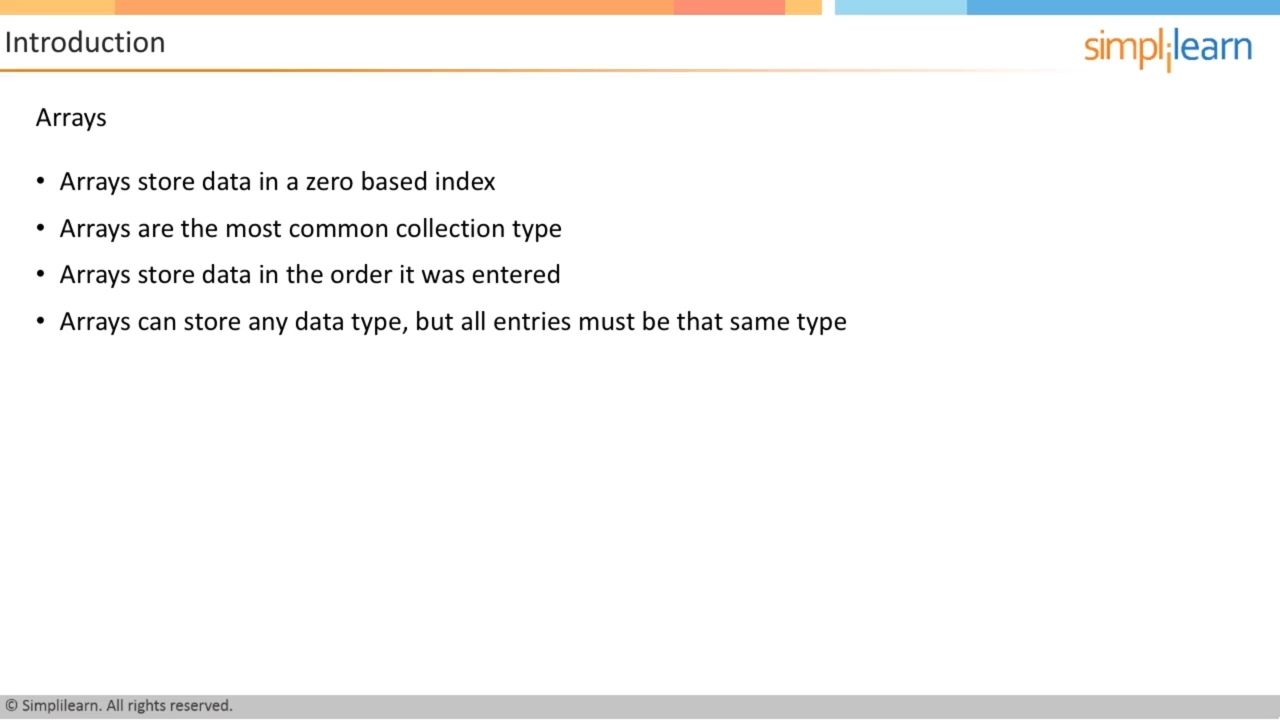 Introduction
simplilearn
Arrays
• Arrays store data in a zero based index
• Arrays are the most common collection type
• Arrays store data in the order it was entered
• Arrays can store any data type, but all entries must be that same type
© Simplilearn. All rights reserved.